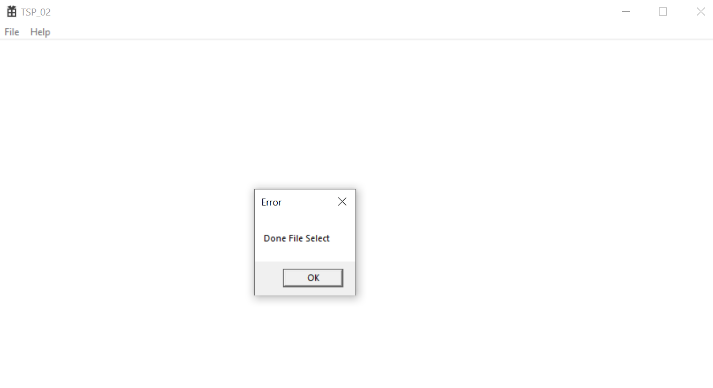 TSP_02
File Help
Error
Done File Select
OK